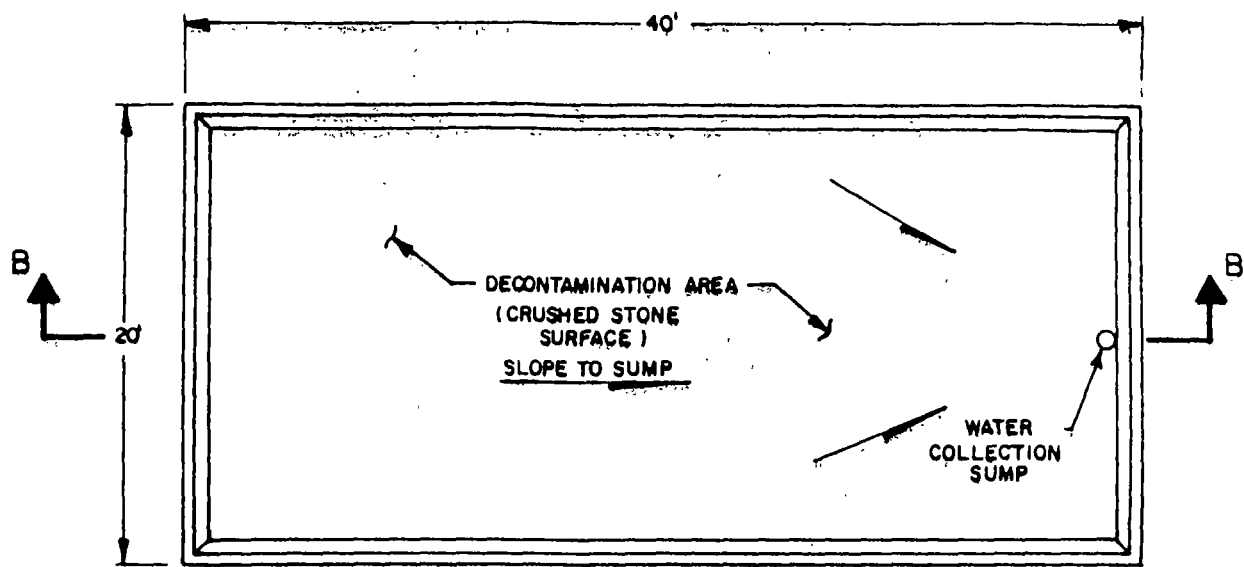 40'
B
B
20'
DECONTAMINATION AREA
(CRUSHED STONE
SURFACE)
SLOPE TO SUMP
WATER
COLLECTION
SUMP